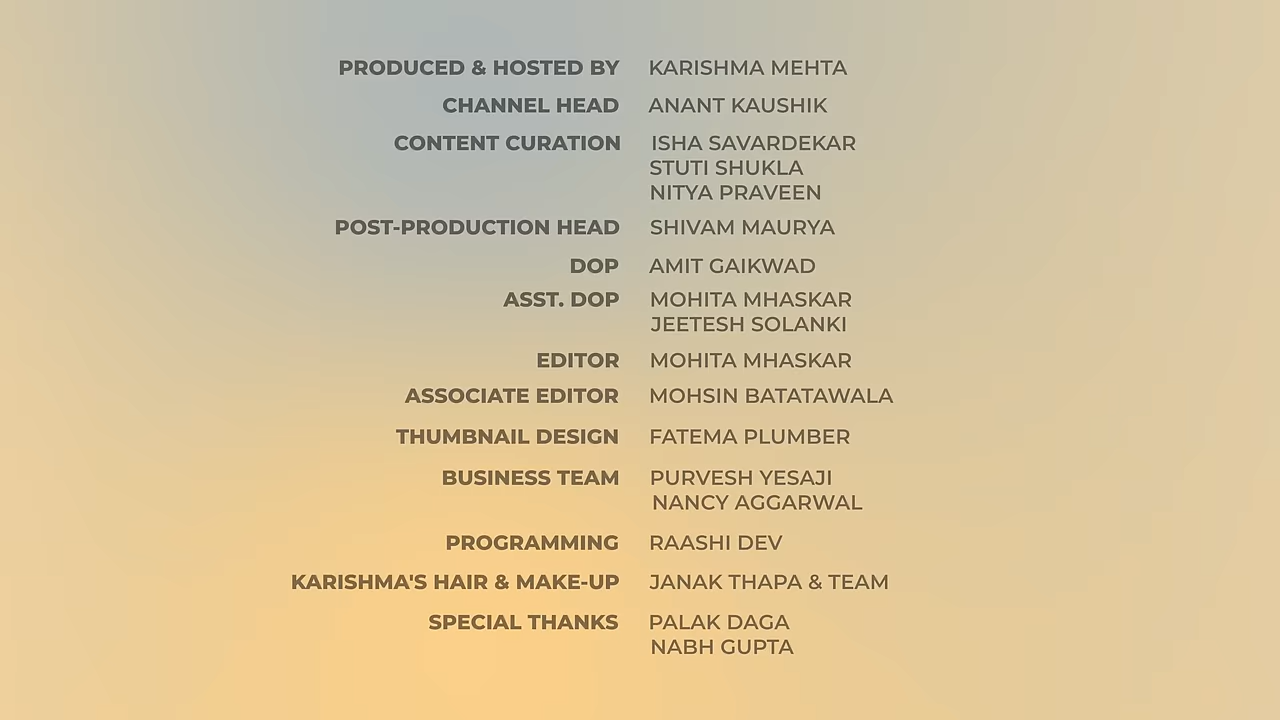 PRODUCED & HOSTED BY KARISHMA MEHTA
CHANNEL HEAD ANANT KAUSHIK
CONTENT CURATION ISHA SAVARDEKAR
STUTI SHUKLA
NITYA PRAVEEN
POST-PRODUCTION HEAD SHIVAM MAURYA
DOP AMIT GAIKWAD
ASST. DOP MOHITA MHASKAR
JEETESH SOLANKI
EDITOR MOHITA MHASKAR
ASSOCIATE EDITOR MOHSIN BATATAWALA
THUMBNAIL DESIGN FATEMA PLUMBER
BUSINESS TEAM PURVESH YESAJI
NANCY AGGARWAL
PROGRAMMING RAASHI DEV
KARISHMA'S HAIR & MAKE-UP JANAK THAPA & TEAM
SPECIAL THANKS PALAK DAGA
NABH GUPTA